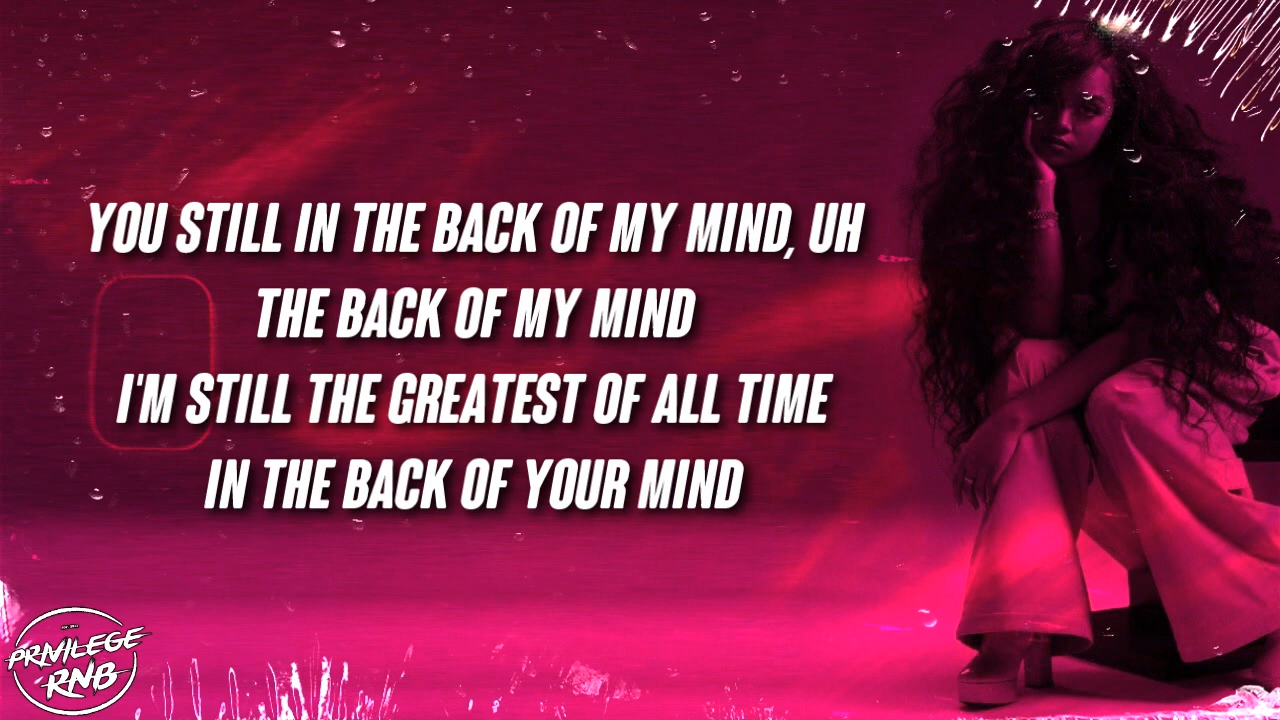 YOU STILL IN THE BACK OF MY MIND, UH
THE BACK OF MY MIND
I'M STILL THE GREATEST OF ALL TIME
IN THE BACK OF YOUR MIND
PRIVILEGE
RNB